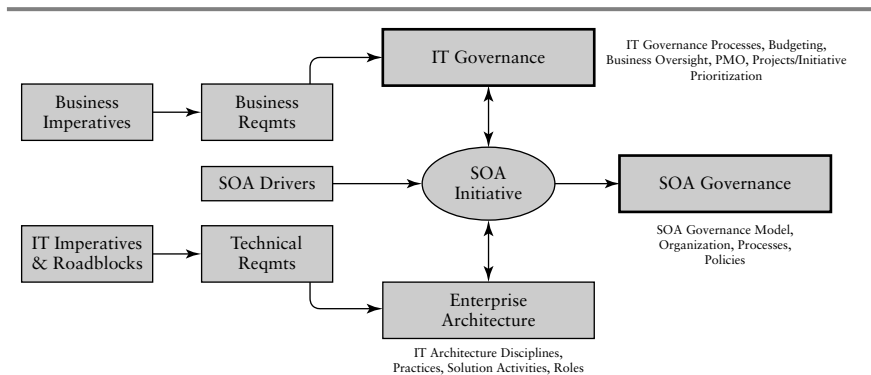 IT Governance
IT Governance Processes, Budgeting,
Business Oversight, PMO, Projects/Initiative
Prioritization
Business
Imperatives
Business
Reqmts
SOA Drivers
SOA
Initiative
SOA Governance
SOA Governance Model,
Organization, Processes,
Policies
IT Imperatives
& Roadblocks
Technical
Reqmts
Enterprise
Architecture
IT Architecture Disciplines,
Practices, Solution Activities, Roles